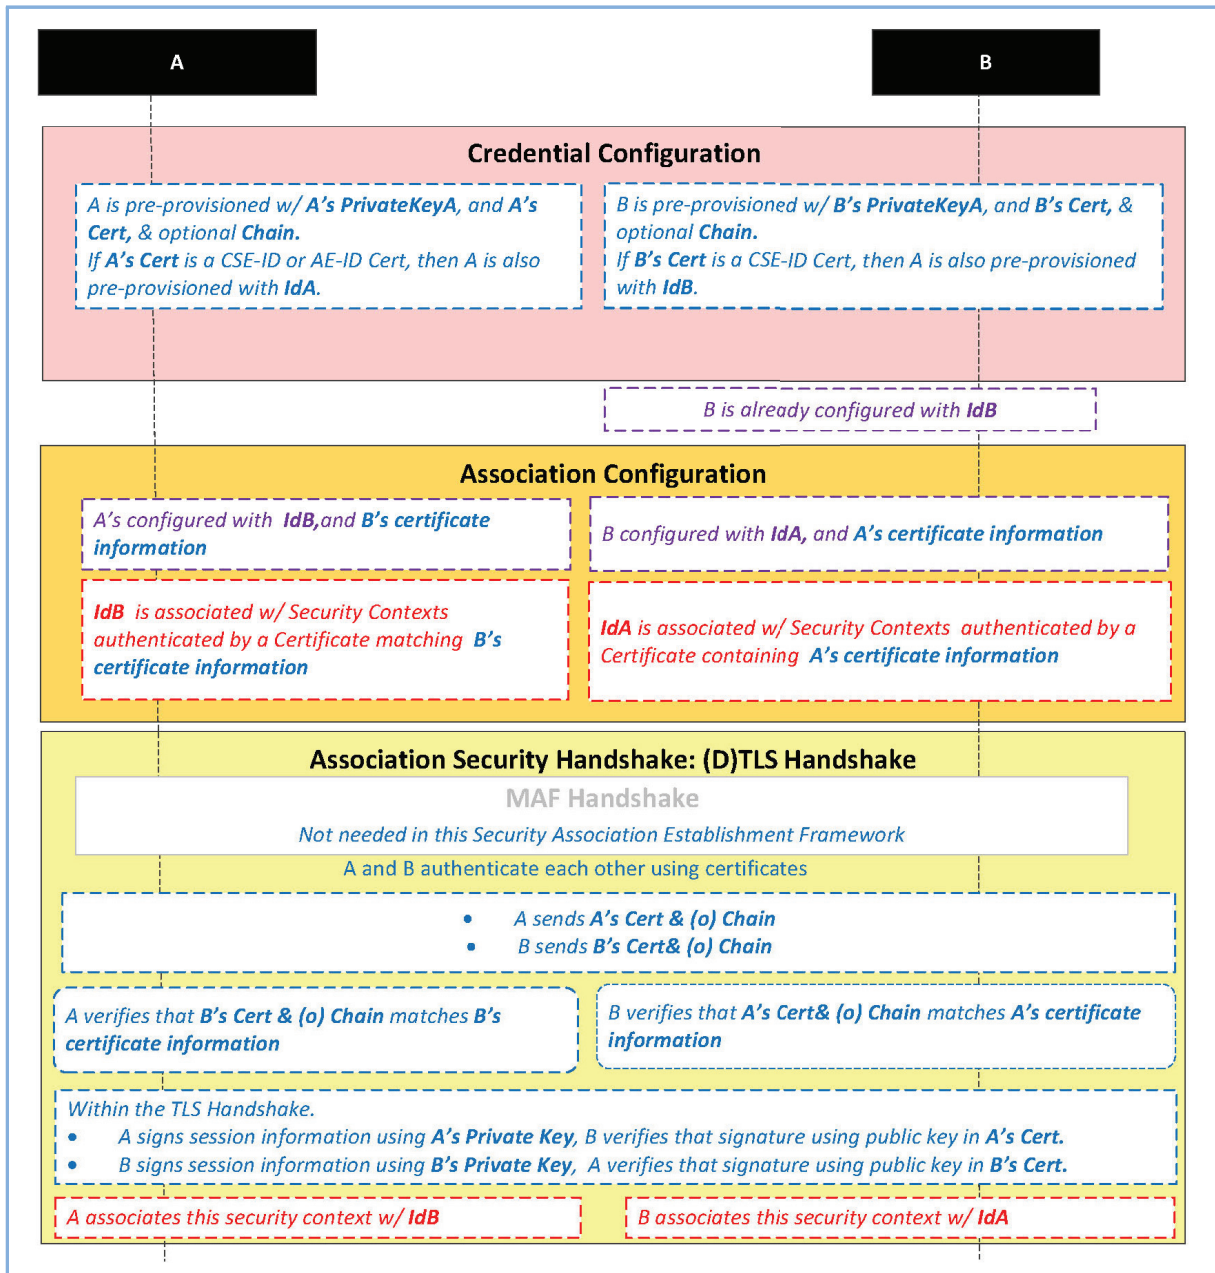 A
B
Credential Configuration
A is pre-provisioned w/ A's PrivateKeyA, and A's
Cert, & optional Chain.
If A's Cert is a CSE-ID or AE-ID Cert, then A is also
pre-provisioned with IdA.
B is pre-provisioned w/ B's PrivateKeyA, and B's Cert, &
optional Chain.
If B's Cert is a CSE-ID Cert, then A is also pre-provisioned
with IdB.
B is already configured with IdB
Association Configuration
A's configured with IdB,and B's certificate
information
B configured with IdA, and A's certificate information
IdB is associated w/ Security Contexts
authenticated by a Certificate matching B's
certificate information
IdA is associated w/ Security Contexts authenticated by a
Certificate containing A's certificate information
Association Security Handshake: (D)TLS Handshake
MAF Handshake
Not needed in this Security Association Establishment Framework
A and B authenticate each other using certificates
• A sends A's Cert & (o) Chain
• B sends B's Cert& (o) Chain
A verifies that B's Cert & (o) Chain matches B's
certificate information
B verifies that A's Cert& (o) Chain matches A's certificate
information
Within the TLS Handshake.
• A signs session information using A's Private Key, B verifies that signature using public key in A's Cert.
• B signs session information using B's Private Key, A verifies that signature using public key in B's Cert.
A associates this security context w/ IdB
B associates this security context w/ IdA